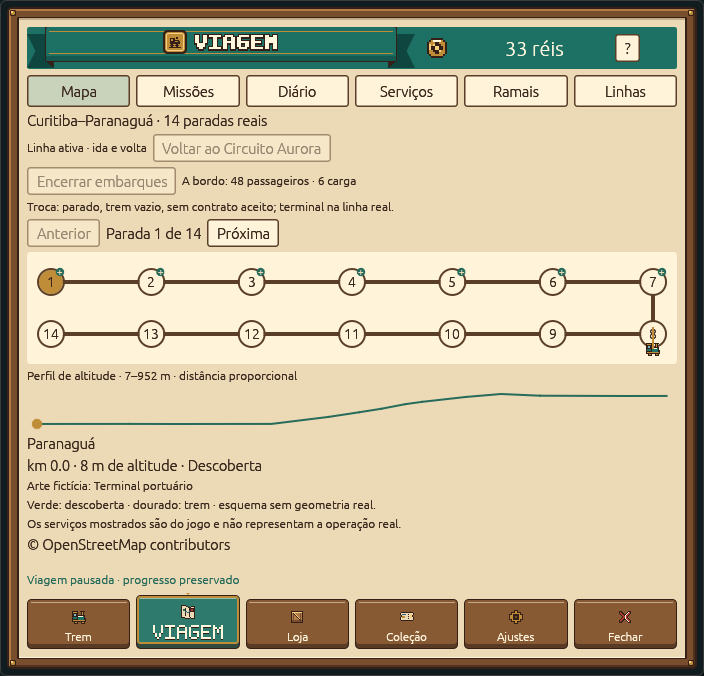 VIAGEM
33 réis
?
Mapa
Missões
Diário
Serviços
Ramais
Linhas
Curitiba–Paranaguá · 14 paradas reais
Linha ativa · ida e volta
Voltar ao Circuito Aurora
Encerrar embarques
A bordo: 48 passageiros · 6 carga
Troca: parado, trem vazio, sem contrato aceito; terminal na linha real.
Anterior
Parada 1 de 14
Próxima
1 2 3 4 5 6 7
14 13 12 11 10 9 8
Perfil de altitude · 7–952 m · distância proporcional
Paranaguá
km 0.0 · 8 m de altitude · Descoberta
Arte fictícia: Terminal portuário
Verde: descoberta · dourado: trem · esquema sem geometria real.
Os serviços mostrados são do jogo e não representam a operação real.
© OpenStreetMap contributors
Viagem pausada · progresso preservado
Trem
VIAGEM
Loja
Coleção
Ajustes
Fechar